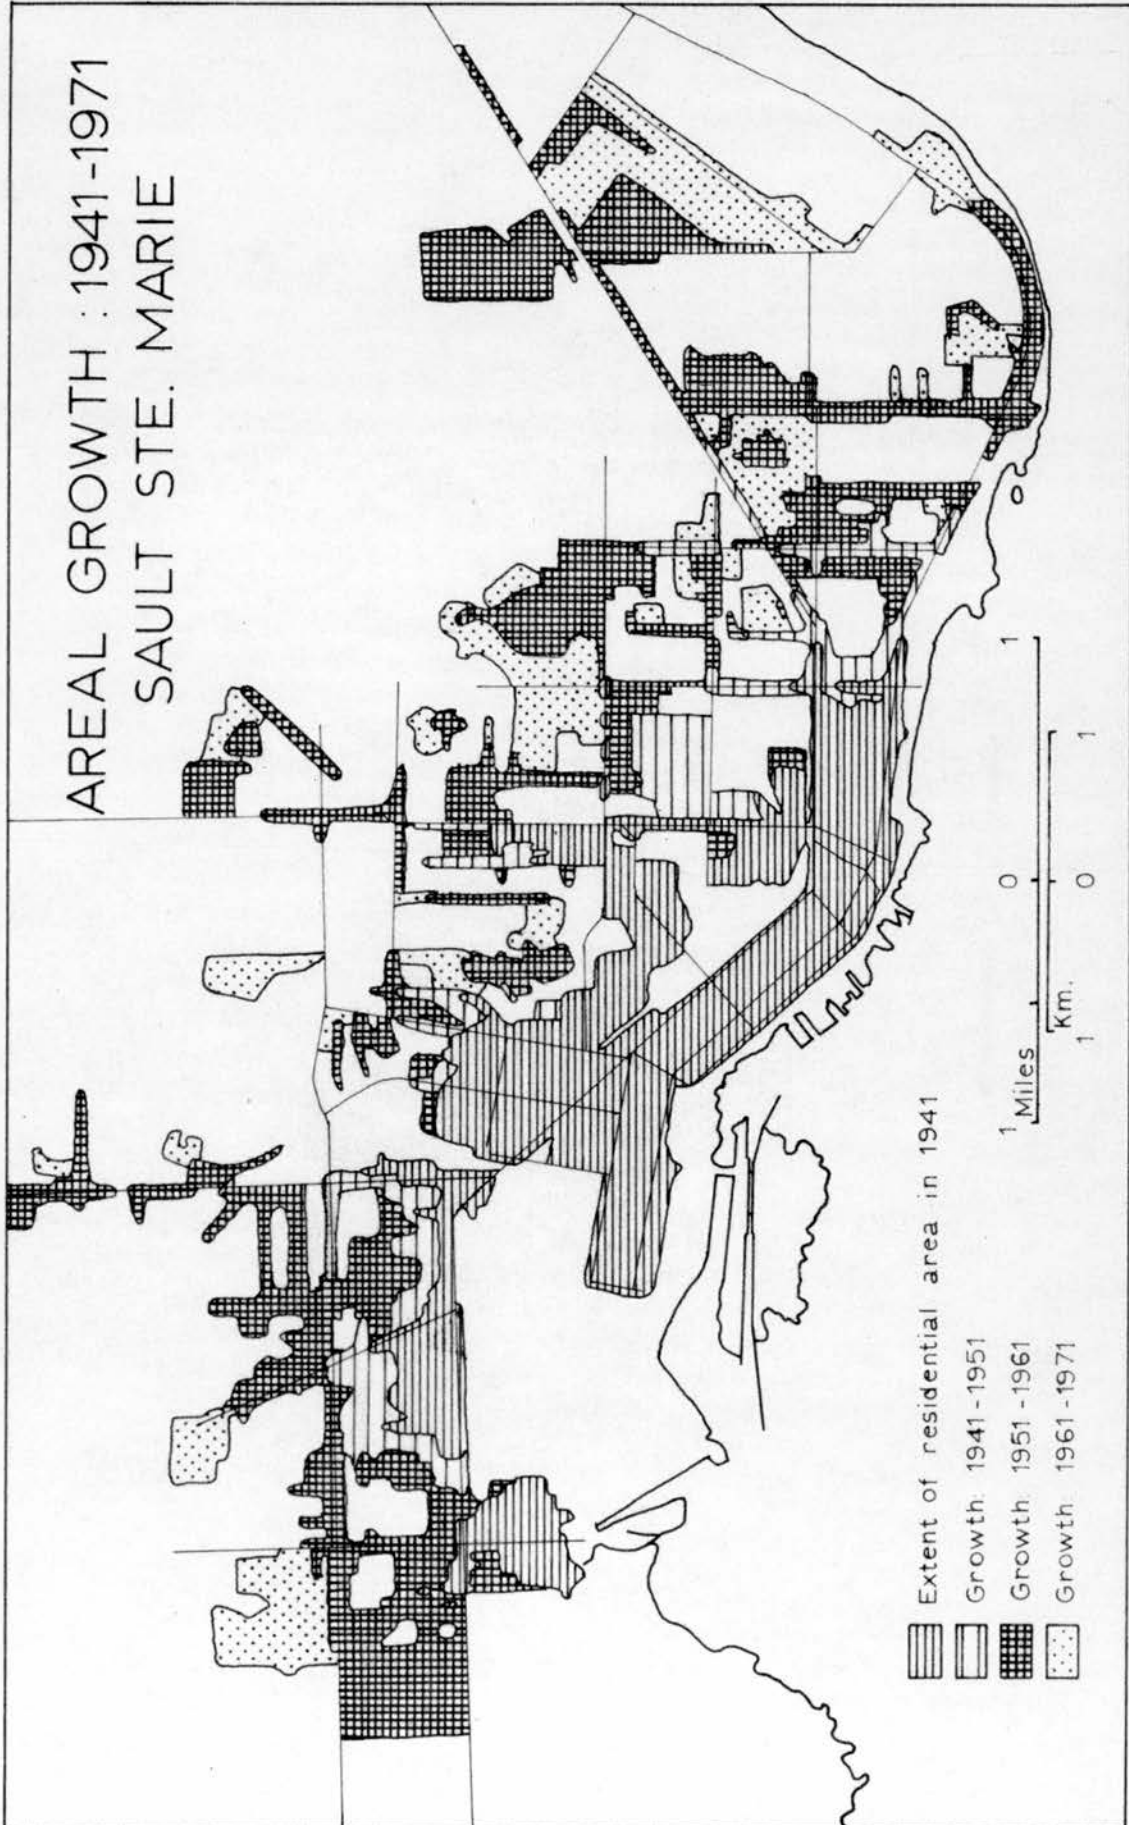 AREAL GROWTH : 1941-1971
SAULT STE. MARIE
Extent of residential area in 1941
Growth: 1941-1951
Growth: 1951-1961
Growth: 1961-1971
1 0 1
Miles
Km.
1 0 1